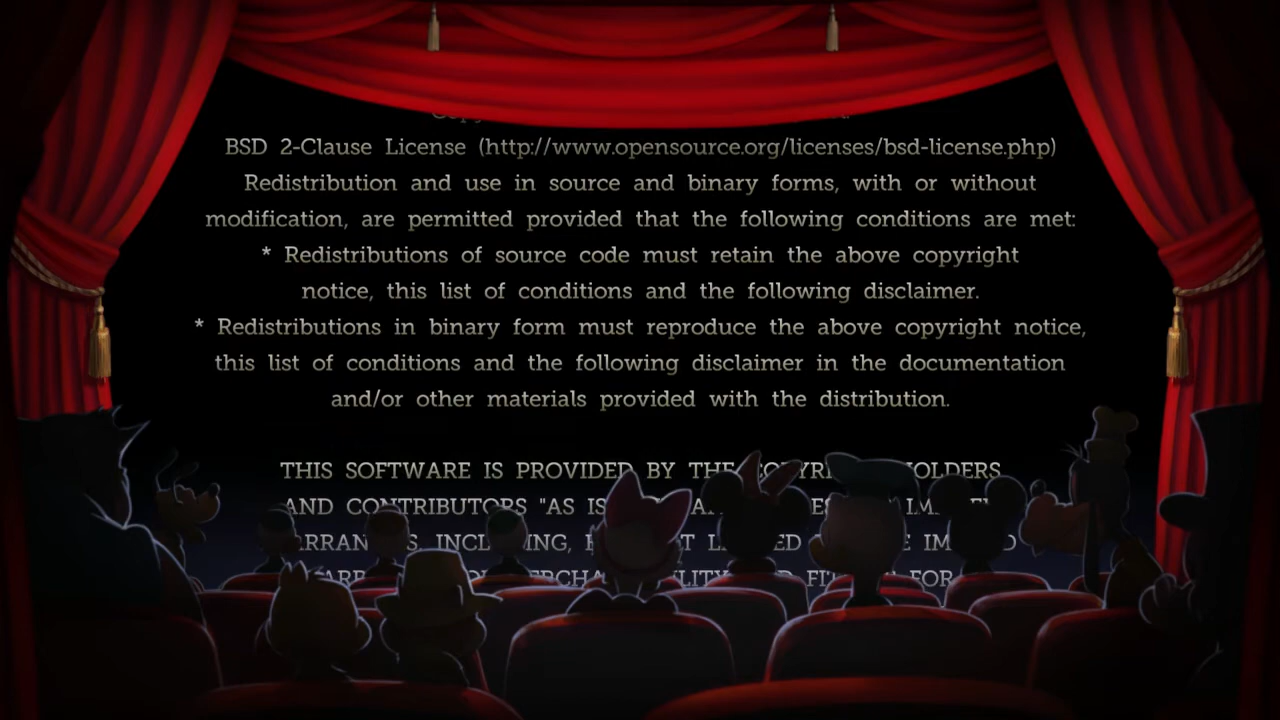 BSD 2-Clause License (http://www.opensource.org/licenses/bsd-license.php)
Redistribution and use in source and binary forms, with or without
modification, are permitted provided that the following conditions are met:
* Redistributions of source code must retain the above copyright
notice, this list of conditions and the following disclaimer.
* Redistributions in binary form must reproduce the above copyright notice,
this list of conditions and the following disclaimer in the documentation
and/or other materials provided with the distribution.
THIS SOFTWARE IS PROVIDED BY THE HOLDERS
AND CONTRIBUTORS "AS IS